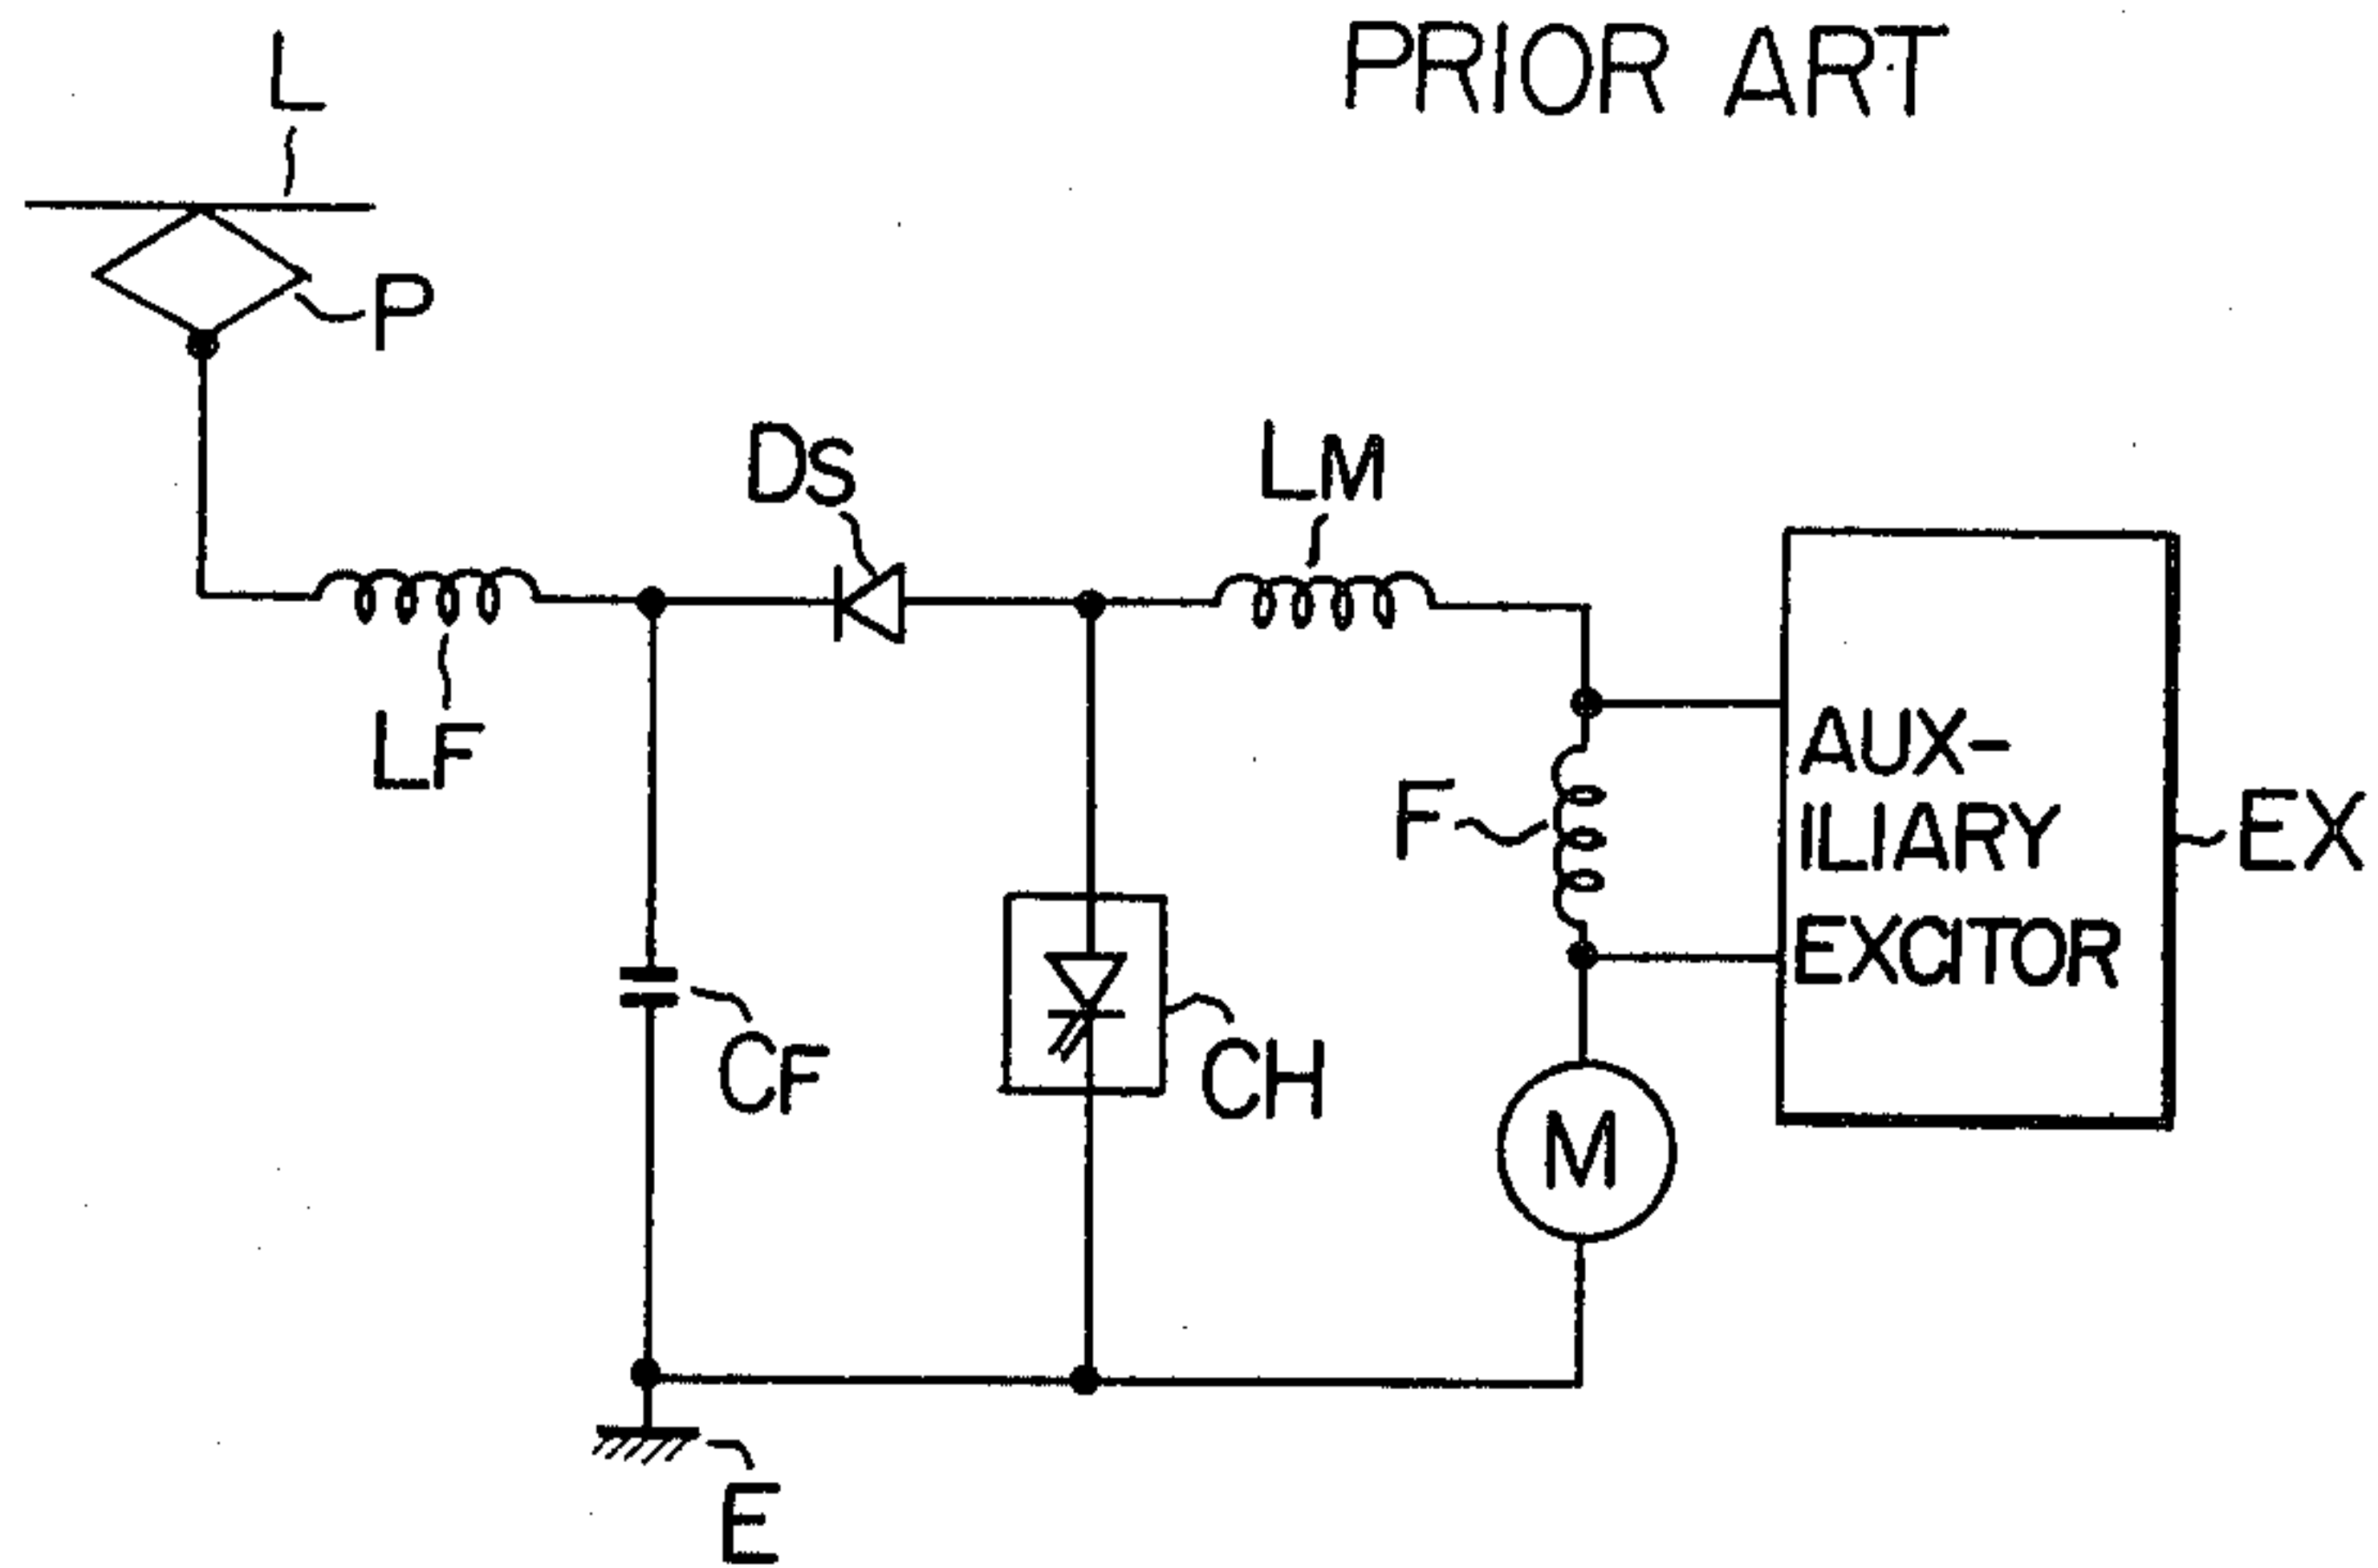 PRIOR ART
L
P
DS
LM
LF
AUX-
ILIARY
EXCITOR
EX
F
CF
CH
M
E